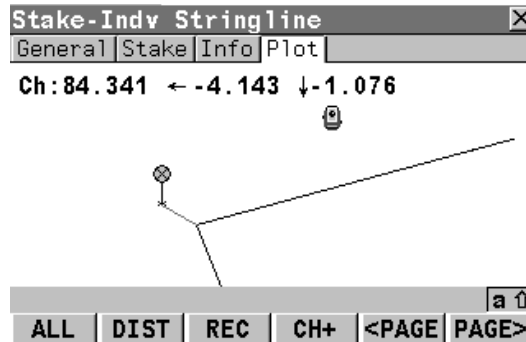 Stake-Indv Stringline
General Stake Info Plot
Ch:84.341 ←-4.143 ↓-1.076
a
ALL DIST REC CH+ <PAGE PAGE>